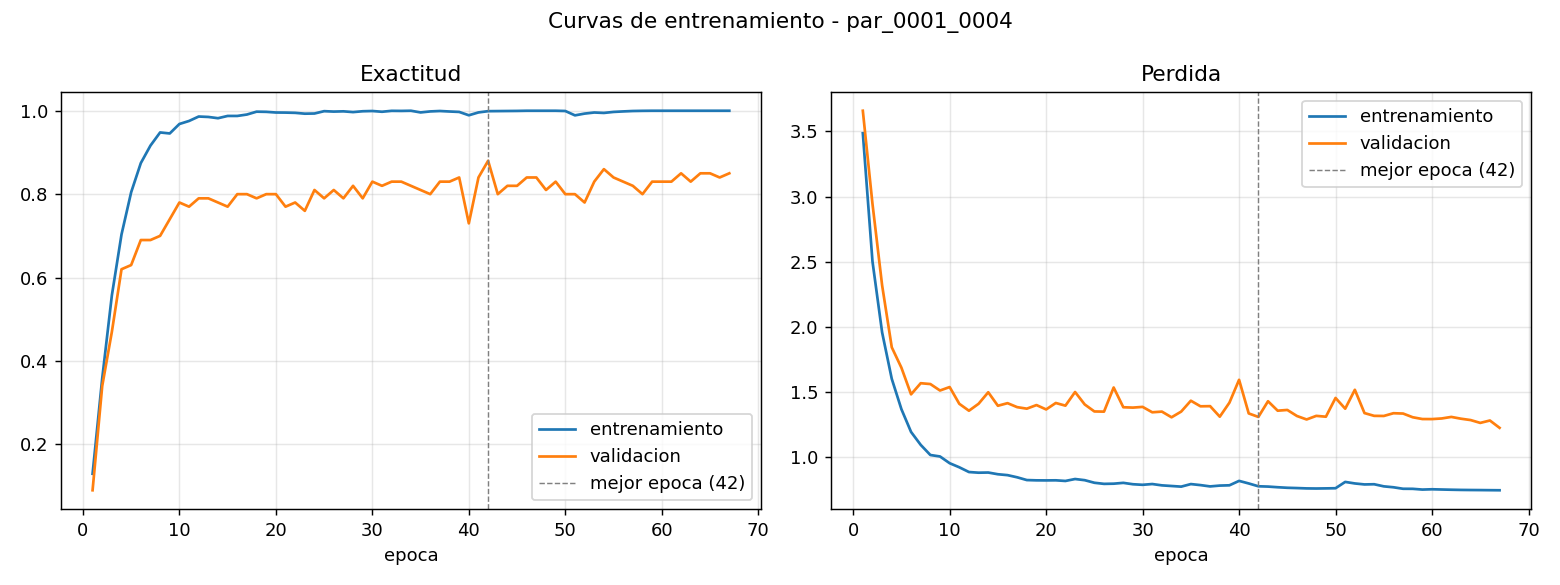 Curvas de entrenamiento - par_0001_0004
Exactitud
1.0
0.8
0.6
0.4
0.2
0 10 20 30 40 50 60 70
epoca
entrenamiento
validacion
mejor epoca (42)
Perdida
3.5
3.0
2.5
2.0
1.5
1.0
0 10 20 30 40 50 60 70
epoca
entrenamiento
validacion
mejor epoca (42)